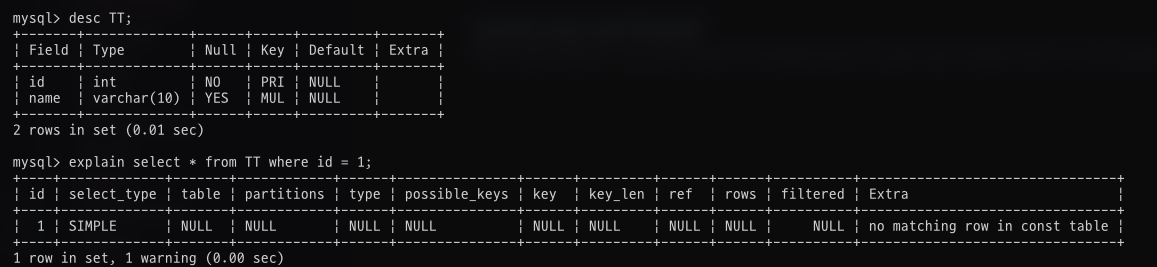 mysql> desc TT;
+-------+-------------+------+-----+---------+-------+
| Field | Type        | Null | Key | Default | Extra |
+-------+-------------+------+-----+---------+-------+
| id    | int         | NO   | PRI | NULL    |       |
| name  | varchar(10) | YES  | MUL | NULL    |       |
+-------+-------------+------+-----+---------+-------+
2 rows in set (0.01 sec)
mysql> explain select * from TT where id = 1;
+----+-------------+-------+------------+------+---------------+------+---------+------+------+----------+--------------------------------+
| id | select_type | table | partitions | type | possible_keys | key  | key_len | ref  | rows | filtered | Extra                          |
+----+-------------+-------+------------+------+---------------+------+---------+------+------+----------+--------------------------------+
|  1 | SIMPLE      | NULL  | NULL       | NULL | NULL          | NULL | NULL    | NULL | NULL |     NULL | no matching row in const table |
+----+-------------+-------+------------+------+---------------+------+---------+------+------+----------+--------------------------------+
1 row in set, 1 warning (0.00 sec)